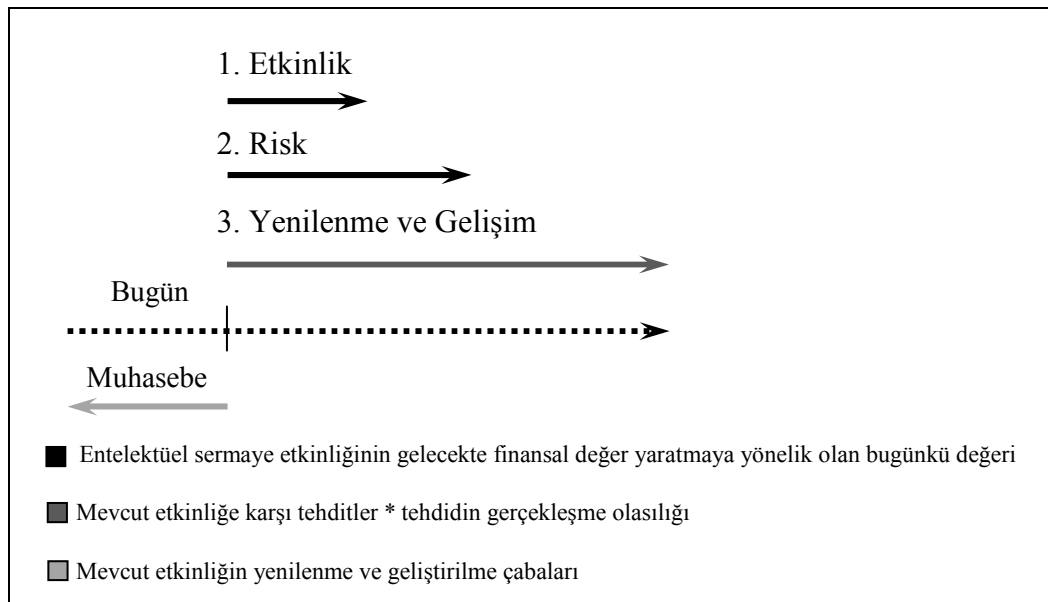 1. Etkinlik
2. Risk
3. Yenilenme ve Gelişim
Bugün
Muhasebe
Entelektüel sermaye etkinliğinin gelecekte finansal değer yaratmaya yönelik olan bugünkü değeri
Mevcut etkinliğe karşı tehditler * tehdidin gerçekleşme olasılığı
Mevcut etkinliğin yenilenme ve geliştirilme çabaları